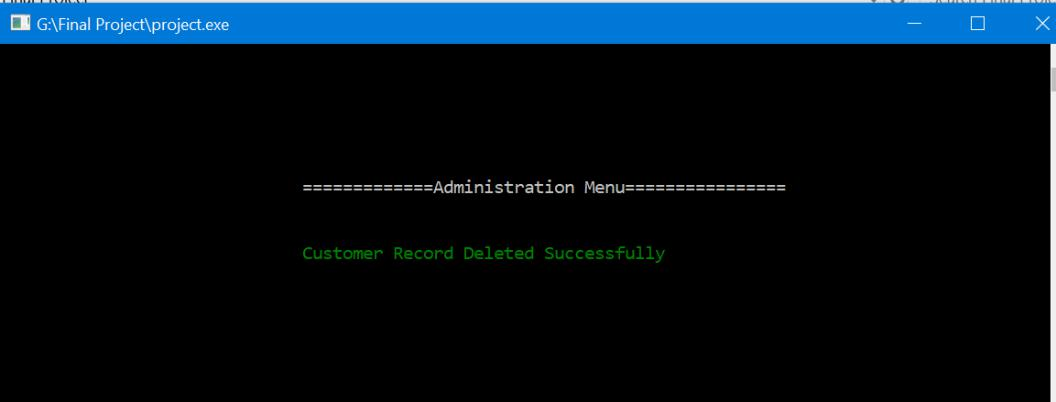 G:\Final Project\project.exe
=============Administration Menu================
Customer Record Deleted Successfully